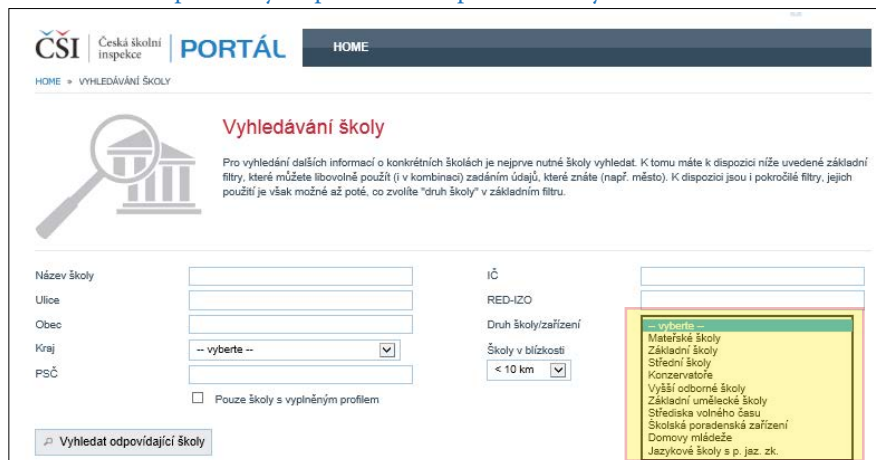 ČŠI Česká školní inspekce PORTÁL HOME
HOME » VYHLEDÁVÁNÍ ŠKOLY
Vyhledávání školy
Pro vyhledání dalších informací o konkrétních školách je nejprve nutné školy vyhledat. K tomu máte k dispozici níže uvedené základní
filtry, které můžete libovolně použít (i v kombinaci) zadáním údajů, které znáte (např. město). K dispozici jsou i pokročilé filtry, jejich
použití je však možné až poté, co zvolíte "druh školy" v základním filtru.
Název školy
Ulice
Obec
Kraj -- vyberte --
PSČ
Pouze školy s vyplněným profilem
Vyhledat odpovídající školy
IČ
RED-IZO
Druh školy/zařízení
Školy v blízkosti
< 10 km
-- vyberte --
Mateřské školy
Základní školy
Střední školy
Konzervatoře
Vyšší odborné školy
Základní umělecké školy
Střediska volného času
Školská poradenská zařízení
Domovy mládeže
Jazykové školy s p. jaz. zk.